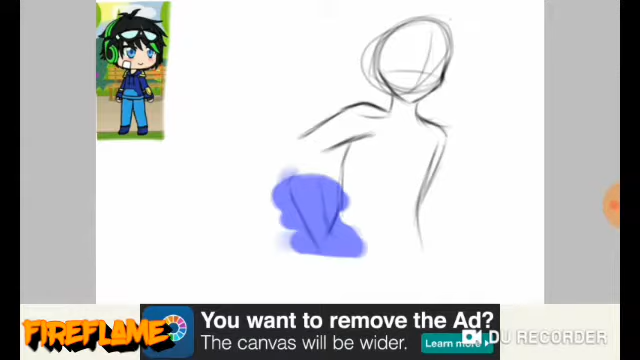 You want to remove the Ad?
The canvas will be wider.
Learn more
FIREFLAME
DU RECORDER